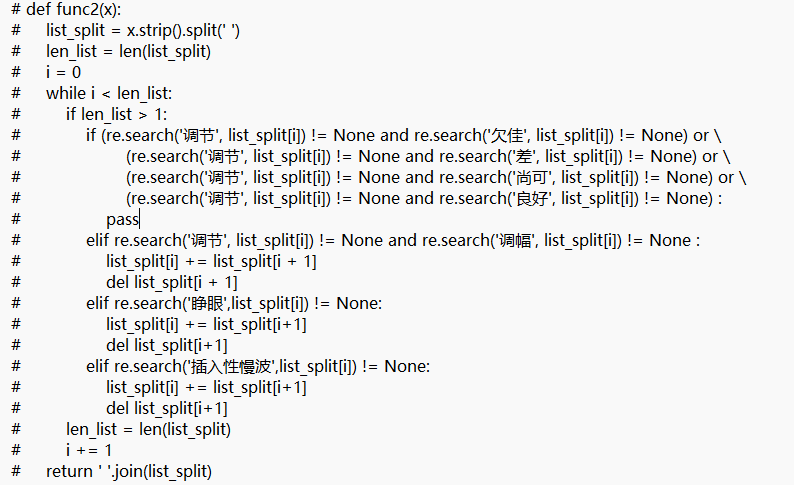 # def func2(x):
#     list_split = x.strip().split(' ')
#     len_list = len(list_split)
#     i = 0
#     while i < len_list:
#         if len_list > 1:
#             if (re.search('调节', list_split[i]) != None and re.search('欠佳', list_split[i]) != None) or \
#                     (re.search('调节', list_split[i]) != None and re.search('差', list_split[i]) != None) or \
#                     (re.search('调节', list_split[i]) != None and re.search('尚可', list_split[i]) != None) or \
#                     (re.search('调节', list_split[i]) != None and re.search('良好', list_split[i]) != None) :
#                 pass
#             elif re.search('调节', list_split[i]) != None and re.search('调幅', list_split[i]) != None :
#                 list_split[i] += list_split[i + 1]
#                 del list_split[i + 1]
#             elif re.search('睁眼',list_split[i]) != None:
#                 list_split[i] += list_split[i+1]
#                 del list_split[i+1]
#             elif re.search('插入性慢波',list_split[i]) != None:
#                 list_split[i] += list_split[i+1]
#                 del list_split[i+1]
#         len_list = len(list_split)
#         i += 1
#     return ' '.join(list_split)